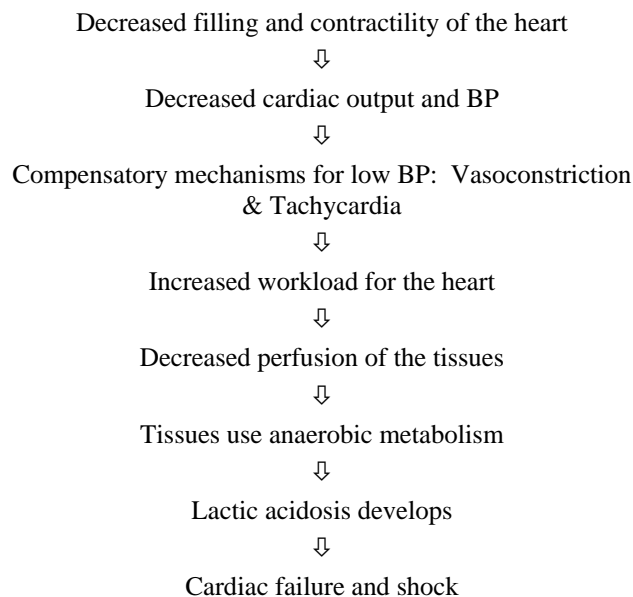 Decreased filling and contractility of the heart
⇩
Decreased cardiac output and BP
⇩
Compensatory mechanisms for low BP:  Vasoconstriction
& Tachycardia
⇩
Increased workload for the heart
⇩
Decreased perfusion of the tissues
⇩
Tissues use anaerobic metabolism
⇩
Lactic acidosis develops
⇩
Cardiac failure and shock